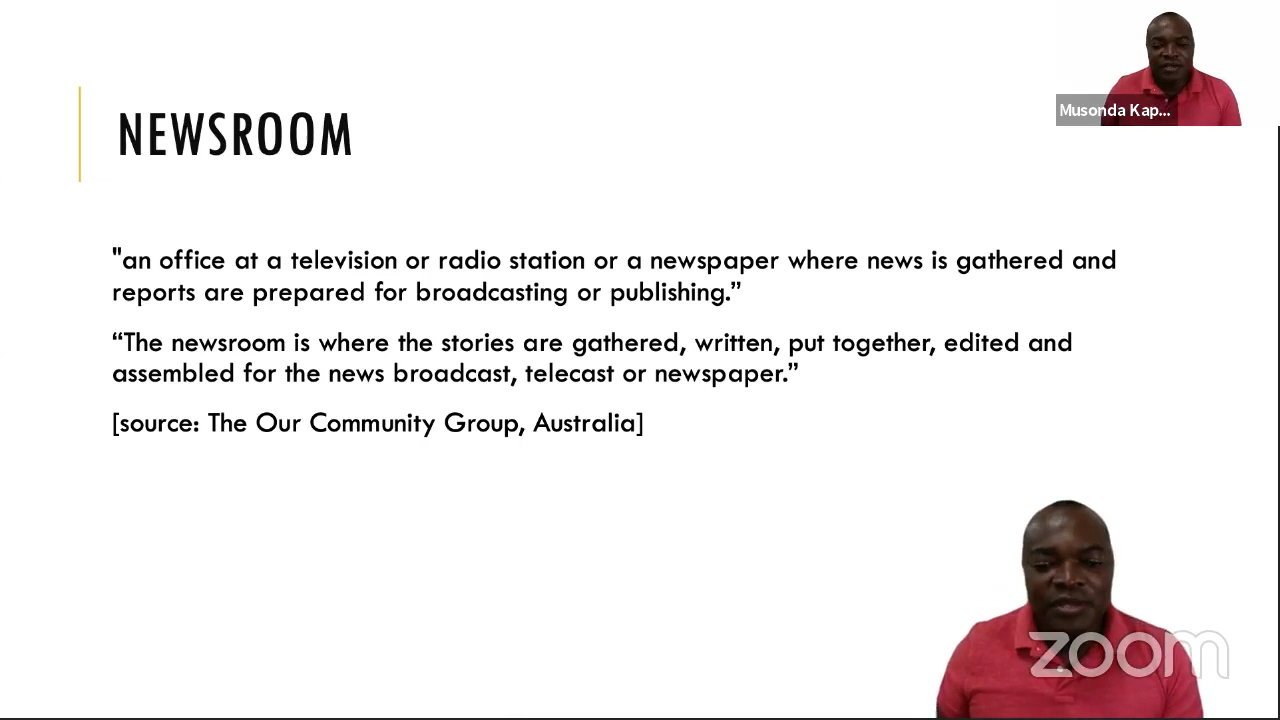 Musonda Kap...
NEWSROOM
"an office at a television or radio station or a newspaper where news is gathered and
reports are prepared for broadcasting or publishing.”
“The newsroom is where the stories are gathered, written, put together, edited and
assembled for the news broadcast, telecast or newspaper.”
[source: The Our Community Group, Australia]
zoom